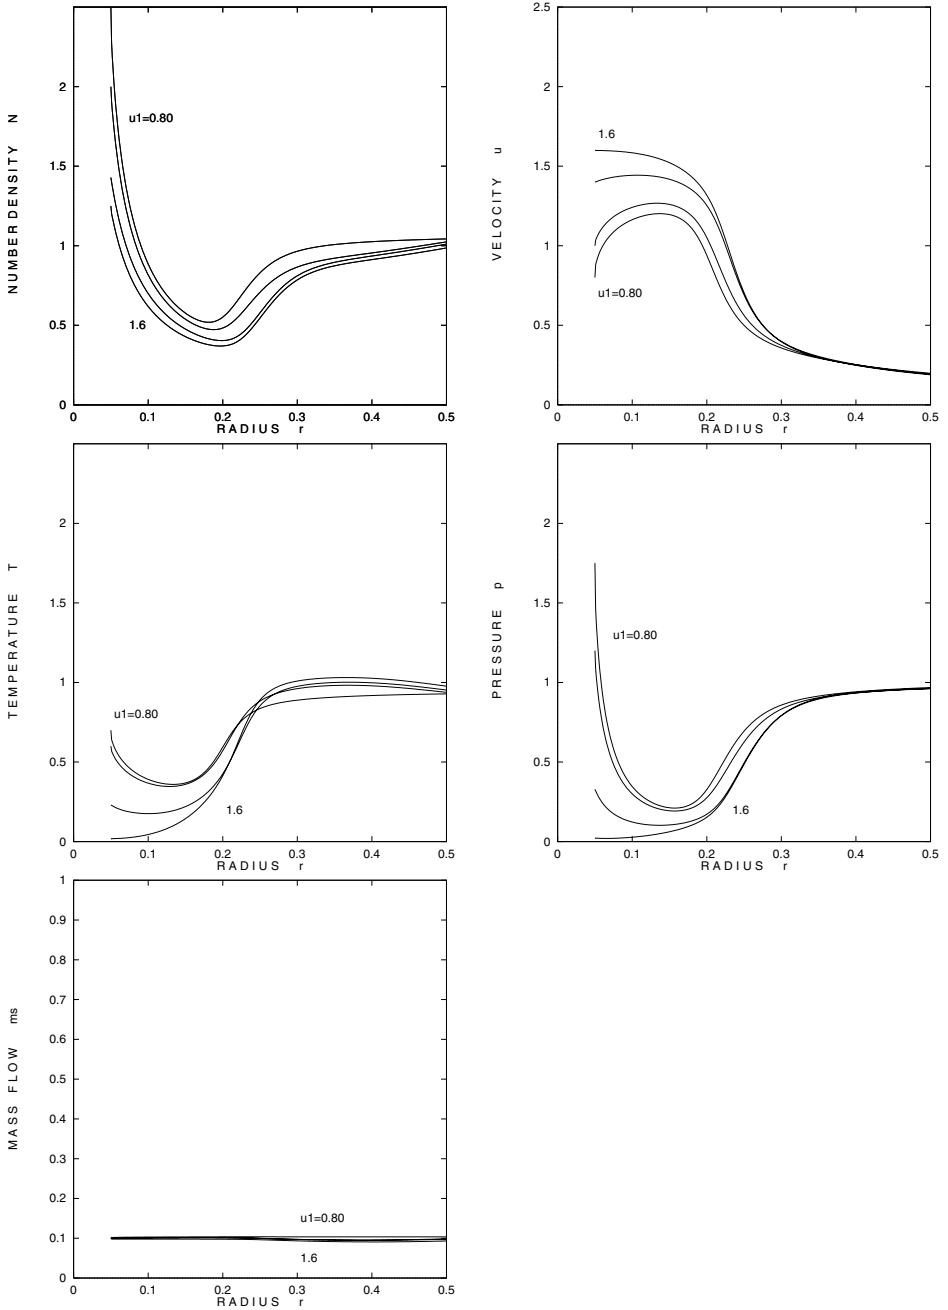 NUMBERDENSITY N
2
1.5
1
0.5
0
u1=0.80
1.6
0 0.1 0.2 0.3 0.4 0.5
RADIUS r
VELOCITY u
2.5
2
1.5
1
0.5
0
1.6
u1=0.80
0 0.1 0.2 0.3 0.4 0.5
RADIUS r
TEMPERATURE T
2
1.5
1
0.5
0
u1=0.80
1.6
0 0.1 0.2 0.3 0.4 0.5
RADIUS r
PRESSURE p
2
1.5
1
0.5
0
u1=0.80
1.6
0 0.1 0.2 0.3 0.4 0.5
RADIUS r
MASS FLOW ms
1
0.9
0.8
0.7
0.6
0.5
0.4
0.3
0.2
0.1
0
u1=0.80
1.6
0 0.1 0.2 0.3 0.4 0.5
RADIUS r